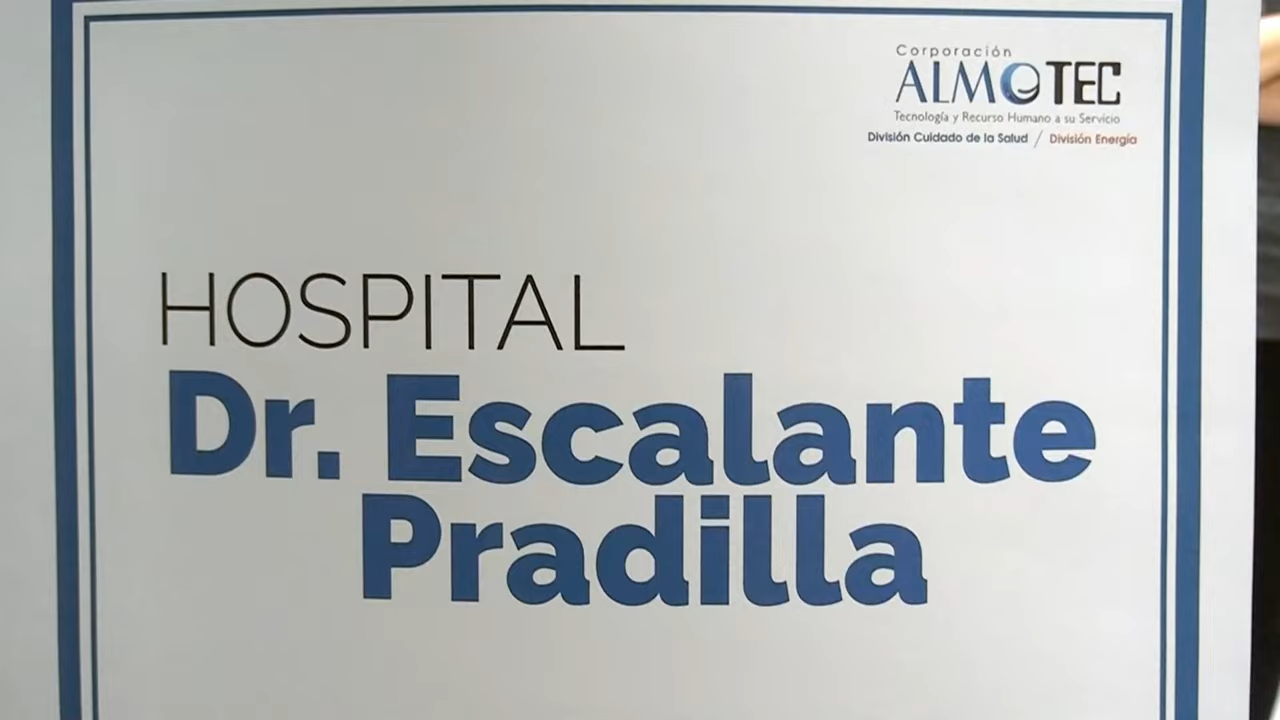 Corporación
ALMOTEC
Tecnología y Recurso Humano a su Servicio
División Cuidado de la Salud / División Energía
HOSPITAL
Dr. Escalante
Pradilla